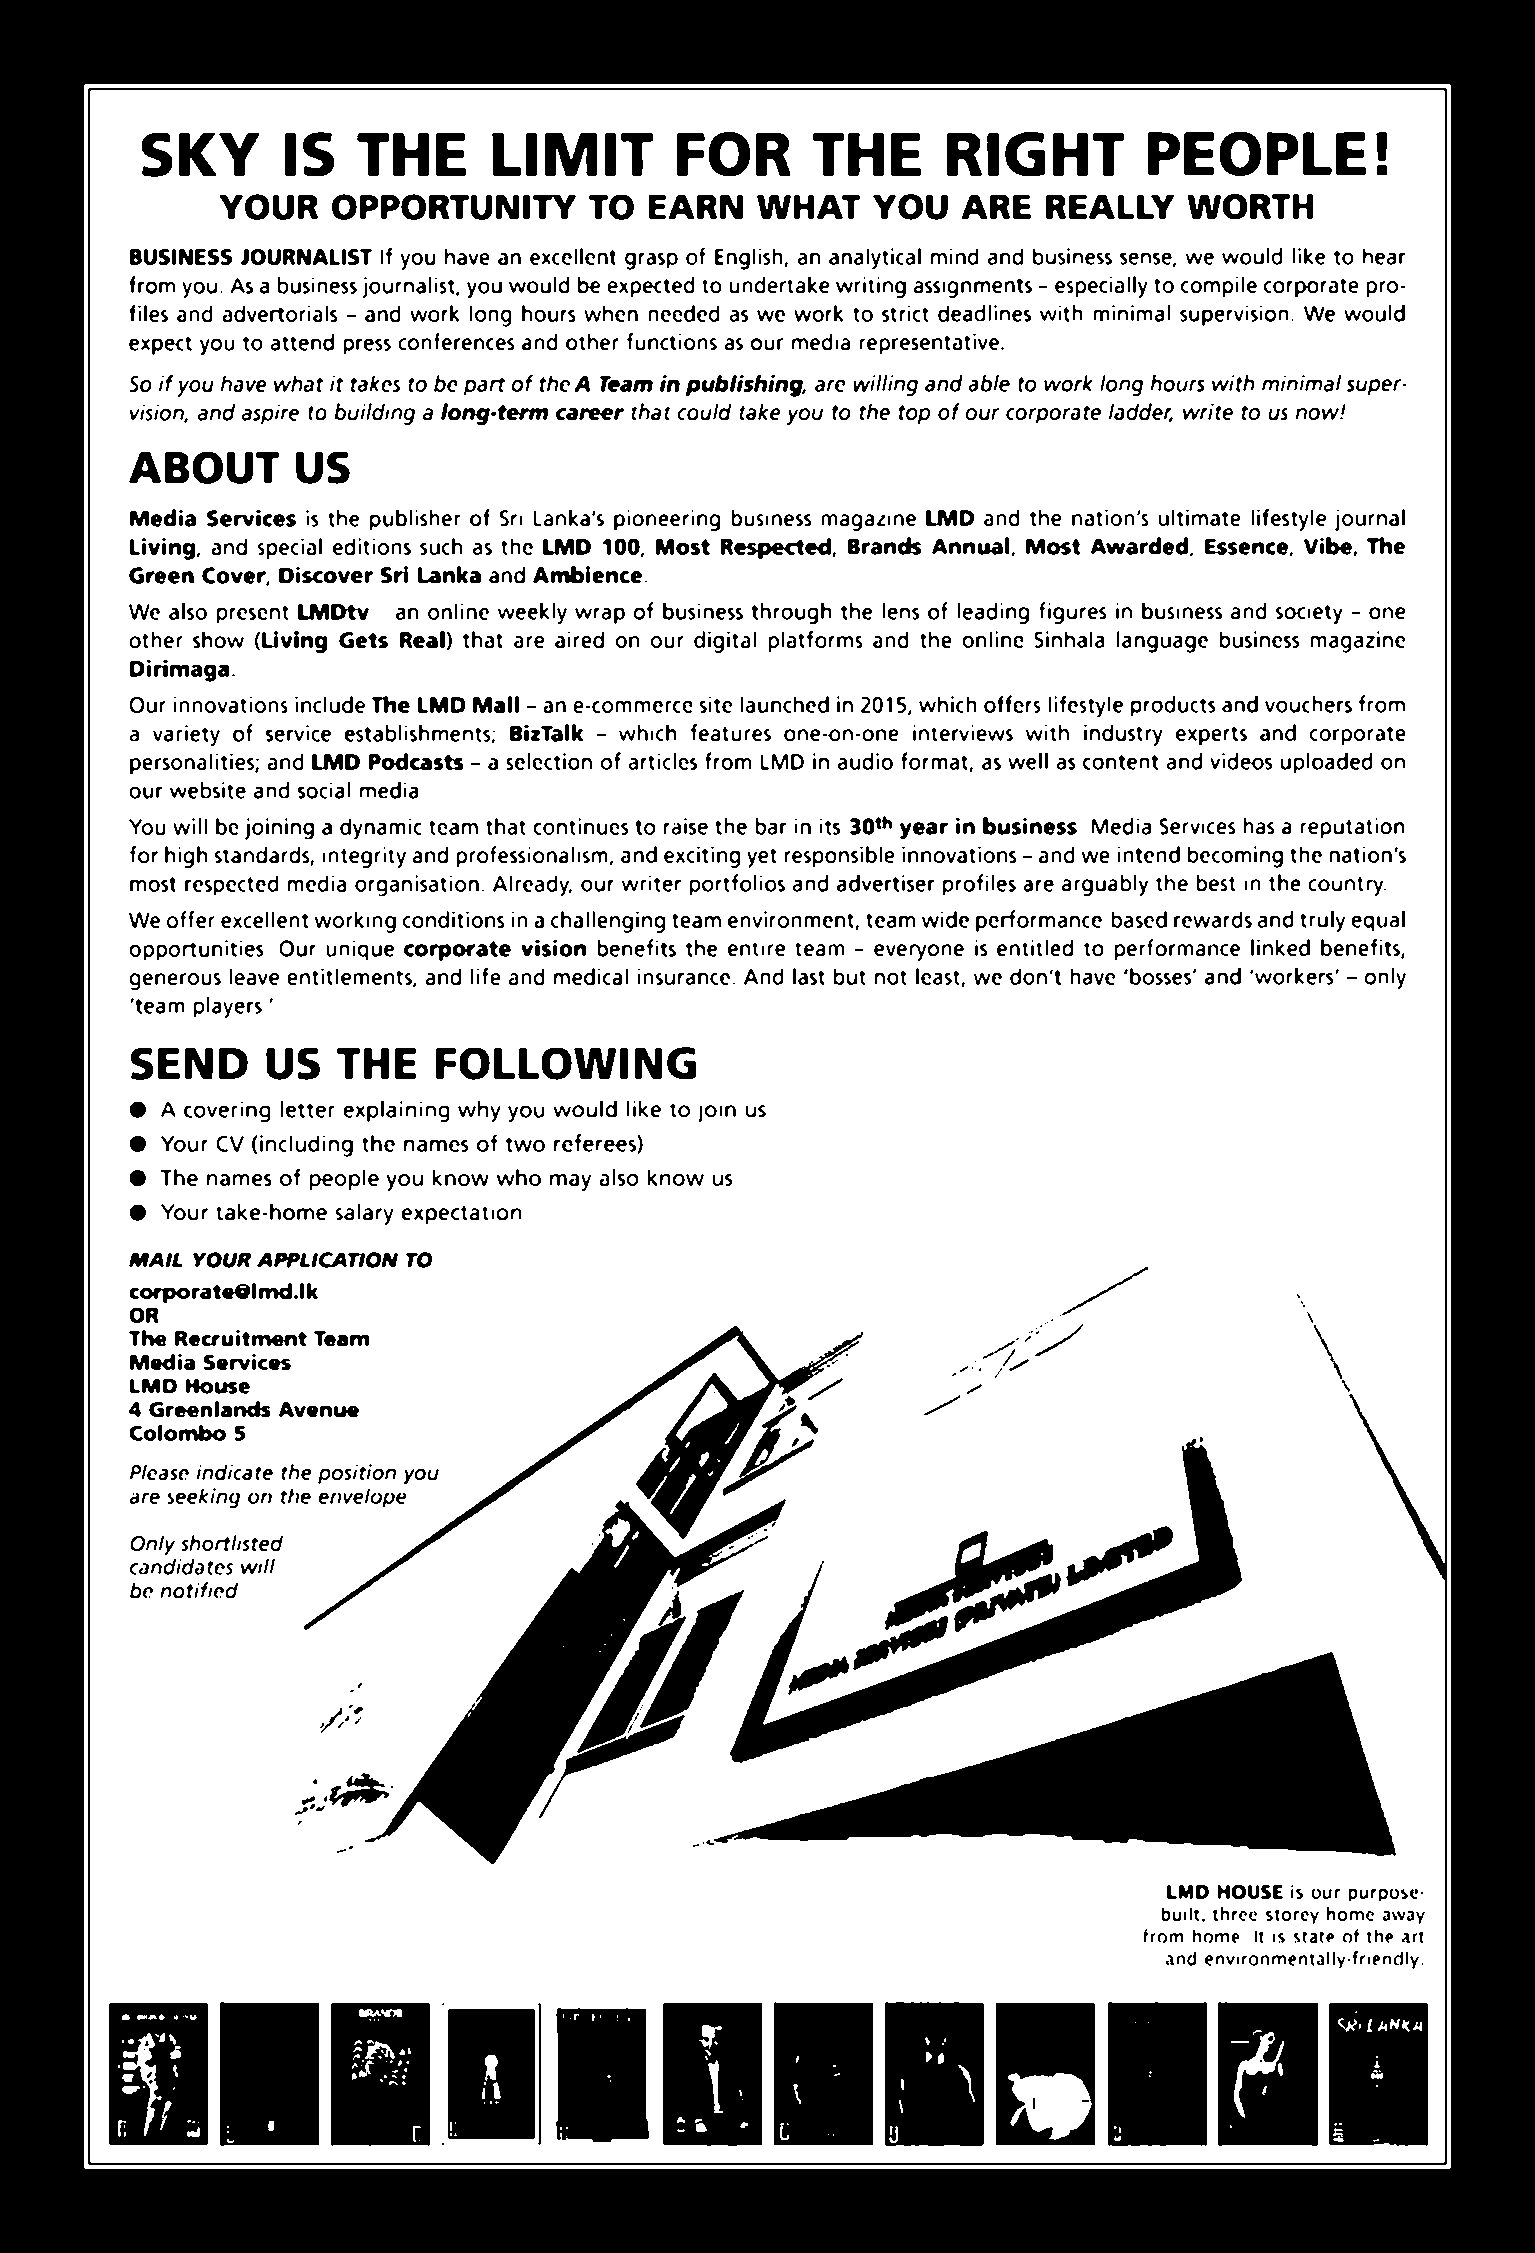 SKY IS THE LIMIT FOR THE RIGHT PEOPLE!
YOUR OPPORTUNITY TO EARN WHAT YOU ARE REALLY WORTH
BUSINESS JOURNALIST If you have an excellent grasp of English, an analytical mind and business sense, we would like to hear
from you. As a business journalist, you would be expected to undertake writing assignments – especially to compile corporate pro-
files and advertorials – and work long hours when needed as we work to strict deadlines with minimal supervision. We would
expect you to attend press conferences and other functions as our media representative.
So if you have what it takes to be part of the A Team in publishing, are willing and able to work long hours with minimal super-
vision, and aspire to building a long-term career that could take you to the top of our corporate ladder, write to us now!
ABOUT US
Media Services is the publisher of Sri Lanka's pioneering business magazine LMD and the nation's ultimate lifestyle journal
Living, and special editions such as the LMD 100, Most Respected, Brands Annual, Most Awarded, Essence, Vibe, The
Green Cover, Discover Sri Lanka and Ambience.
We also present LMDtv an online weekly wrap of business through the lens of leading figures in business and society – one
other show (Living Gets Real) that are aired on our digital platforms and the online Sinhala language business magazine
Dirimaga.
Our innovations include The LMD Mall – an e-commerce site launched in 2015, which offers lifestyle products and vouchers from
a variety of service establishments; BizTalk – which features one-on-one interviews with industry experts and corporate
personalities; and LMD Podcasts – a selection of articles from LMD in audio format, as well as content and videos uploaded on
our website and social media
You will be joining a dynamic team that continues to raise the bar in its 30th year in business Media Services has a reputation
for high standards, integrity and professionalism, and exciting yet responsible innovations – and we intend becoming the nation's
most respected media organisation. Already, our writer portfolios and advertiser profiles are arguably the best in the country.
We offer excellent working conditions in a challenging team environment, team wide performance based rewards and truly equal
opportunities Our unique corporate vision benefits the entire team – everyone is entitled to performance linked benefits,
generous leave entitlements, and life and medical insurance. And last but not least, we don't have 'bosses' and 'workers' – only
'team players '
SEND US THE FOLLOWING
● A covering letter explaining why you would like to join us
● Your CV (including the names of two referees)
● The names of people you know who may also know us
● Your take-home salary expectation
MAIL YOUR APPLICATION TO
corporate@lmd.lk
OR
The Recruitment Team
Media Services
LMD House
4 Greenlands Avenue
Colombo 5
Please indicate the position you
are seeking on the envelope
Only shortlisted
candidates will
be notified
MEDIA SERVICES (PRIVATE) LIMITED
LMD HOUSE is our purpose-
built, three storey home away
from home It is state of the art
and environmentally-friendly.
BRANDS
SRI LANKA